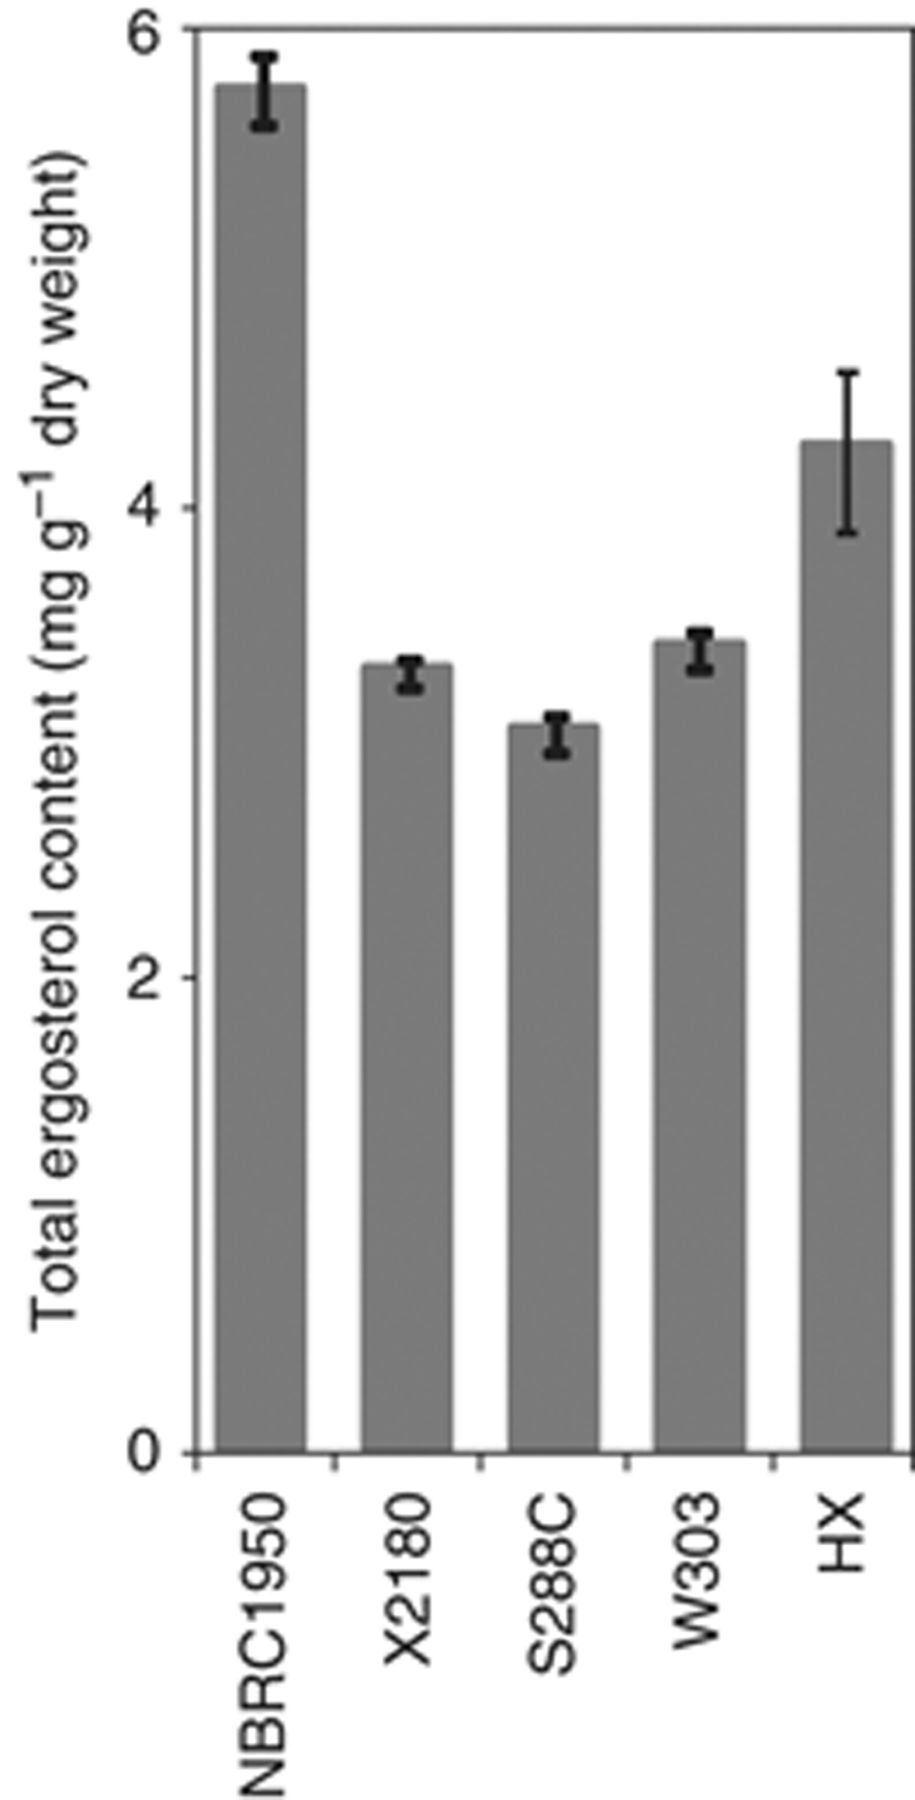 Total ergosterol content (mg g⁻¹ dry weight)
6
4
2
0
NBRC1950
X2180
S288C
W303
HX